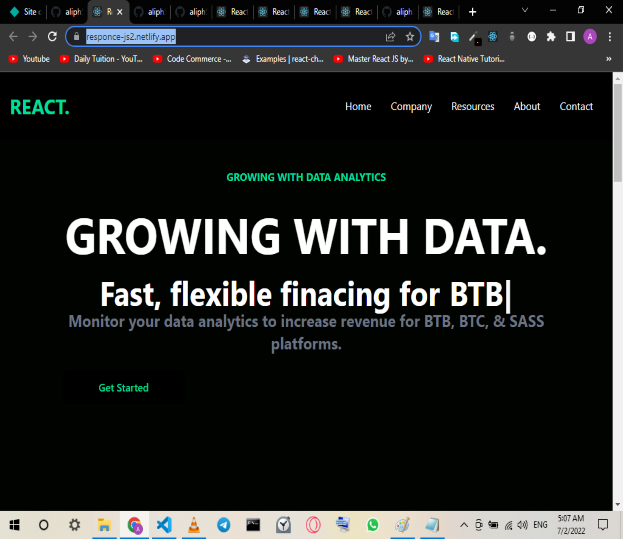 Site c
aliph
R
aliph
aliph
React
React
React
React
aliph
React
responce-js2.netlify.app
A
Youtube
Daily Tuition - YouT...
Code Commerce -...
Examples | react-ch...
Master React JS by...
React Native Tutori...
»
REACT.
Home
Company
Resources
About
Contact
GROWING WITH DATA ANALYTICS
GROWING WITH DATA.
Fast, flexible finacing for BTB|
Monitor your data analytics to increase revenue for BTB, BTC, & SASS
platforms.
Get Started
ENG
5:07 AM
7/2/2022